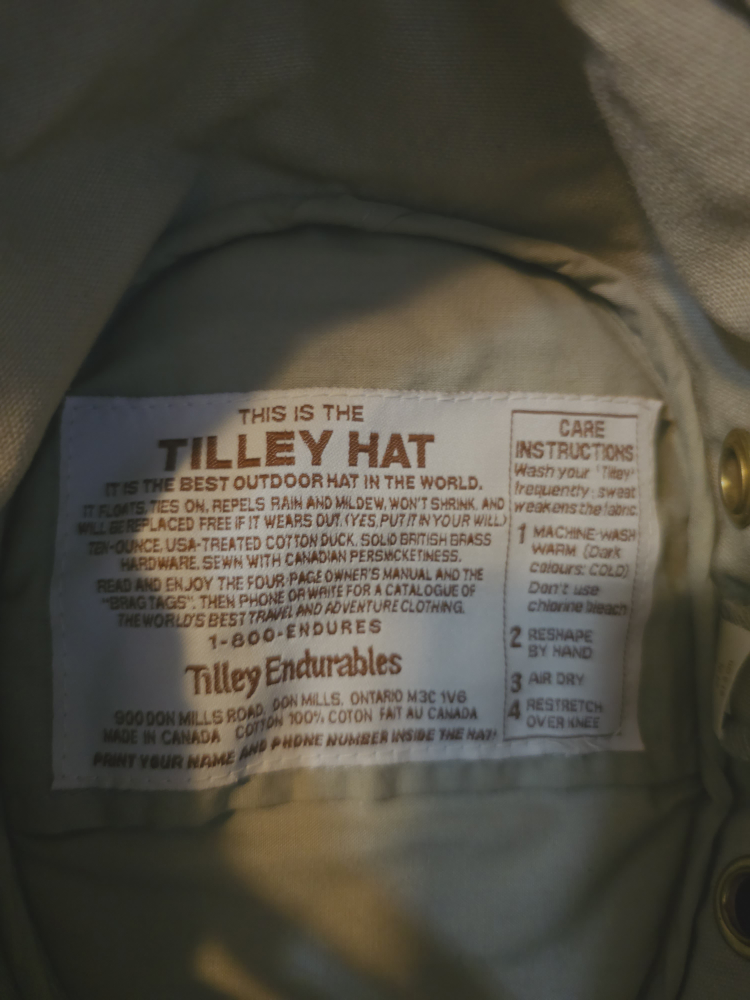 THIS IS THE
TILLEY HAT
IT IS THE BEST OUTDOOR HAT IN THE WORLD.
IT FLOATS, TIES ON, REPELS RAIN AND MILDEW, WON'T SHRINK, AND
WILL BE REPLACED FREE IF IT WEARS OUT. (YES, PUT IT IN YOUR WILL)
TEN-OUNCE, USA-TREATED COTTON DUCK, SOLID BRITISH BRASS
HARDWARE, SEWN WITH CANADIAN PERSNICKETINESS.
READ AND ENJOY THE FOUR-PAGE OWNER'S MANUAL AND THE
"BRAG TAGS". THEN PHONE OR WRITE FOR A CATALOGUE OF
THE WORLD'S BEST TRAVEL AND ADVENTURE CLOTHING.
1-800-ENDURES
Tilley Endurables
900 DON MILLS ROAD, DON MILLS, ONTARIO M3C 1V6
MADE IN CANADA COTTON 100% COTON FAIT AU CANADA
PRINT YOUR NAME AND PHONE NUMBER INSIDE THE HAT!
CARE
INSTRUCTIONS
Wash your "Tilley"
frequently; sweat
weakens the fabric.
1 MACHINE-WASH
WARM (Dark
colours: COLD)
Don't use
chlorine bleach
2 RESHAPE
BY HAND
3 AIR DRY
4 RESTRETCH
OVER KNEE